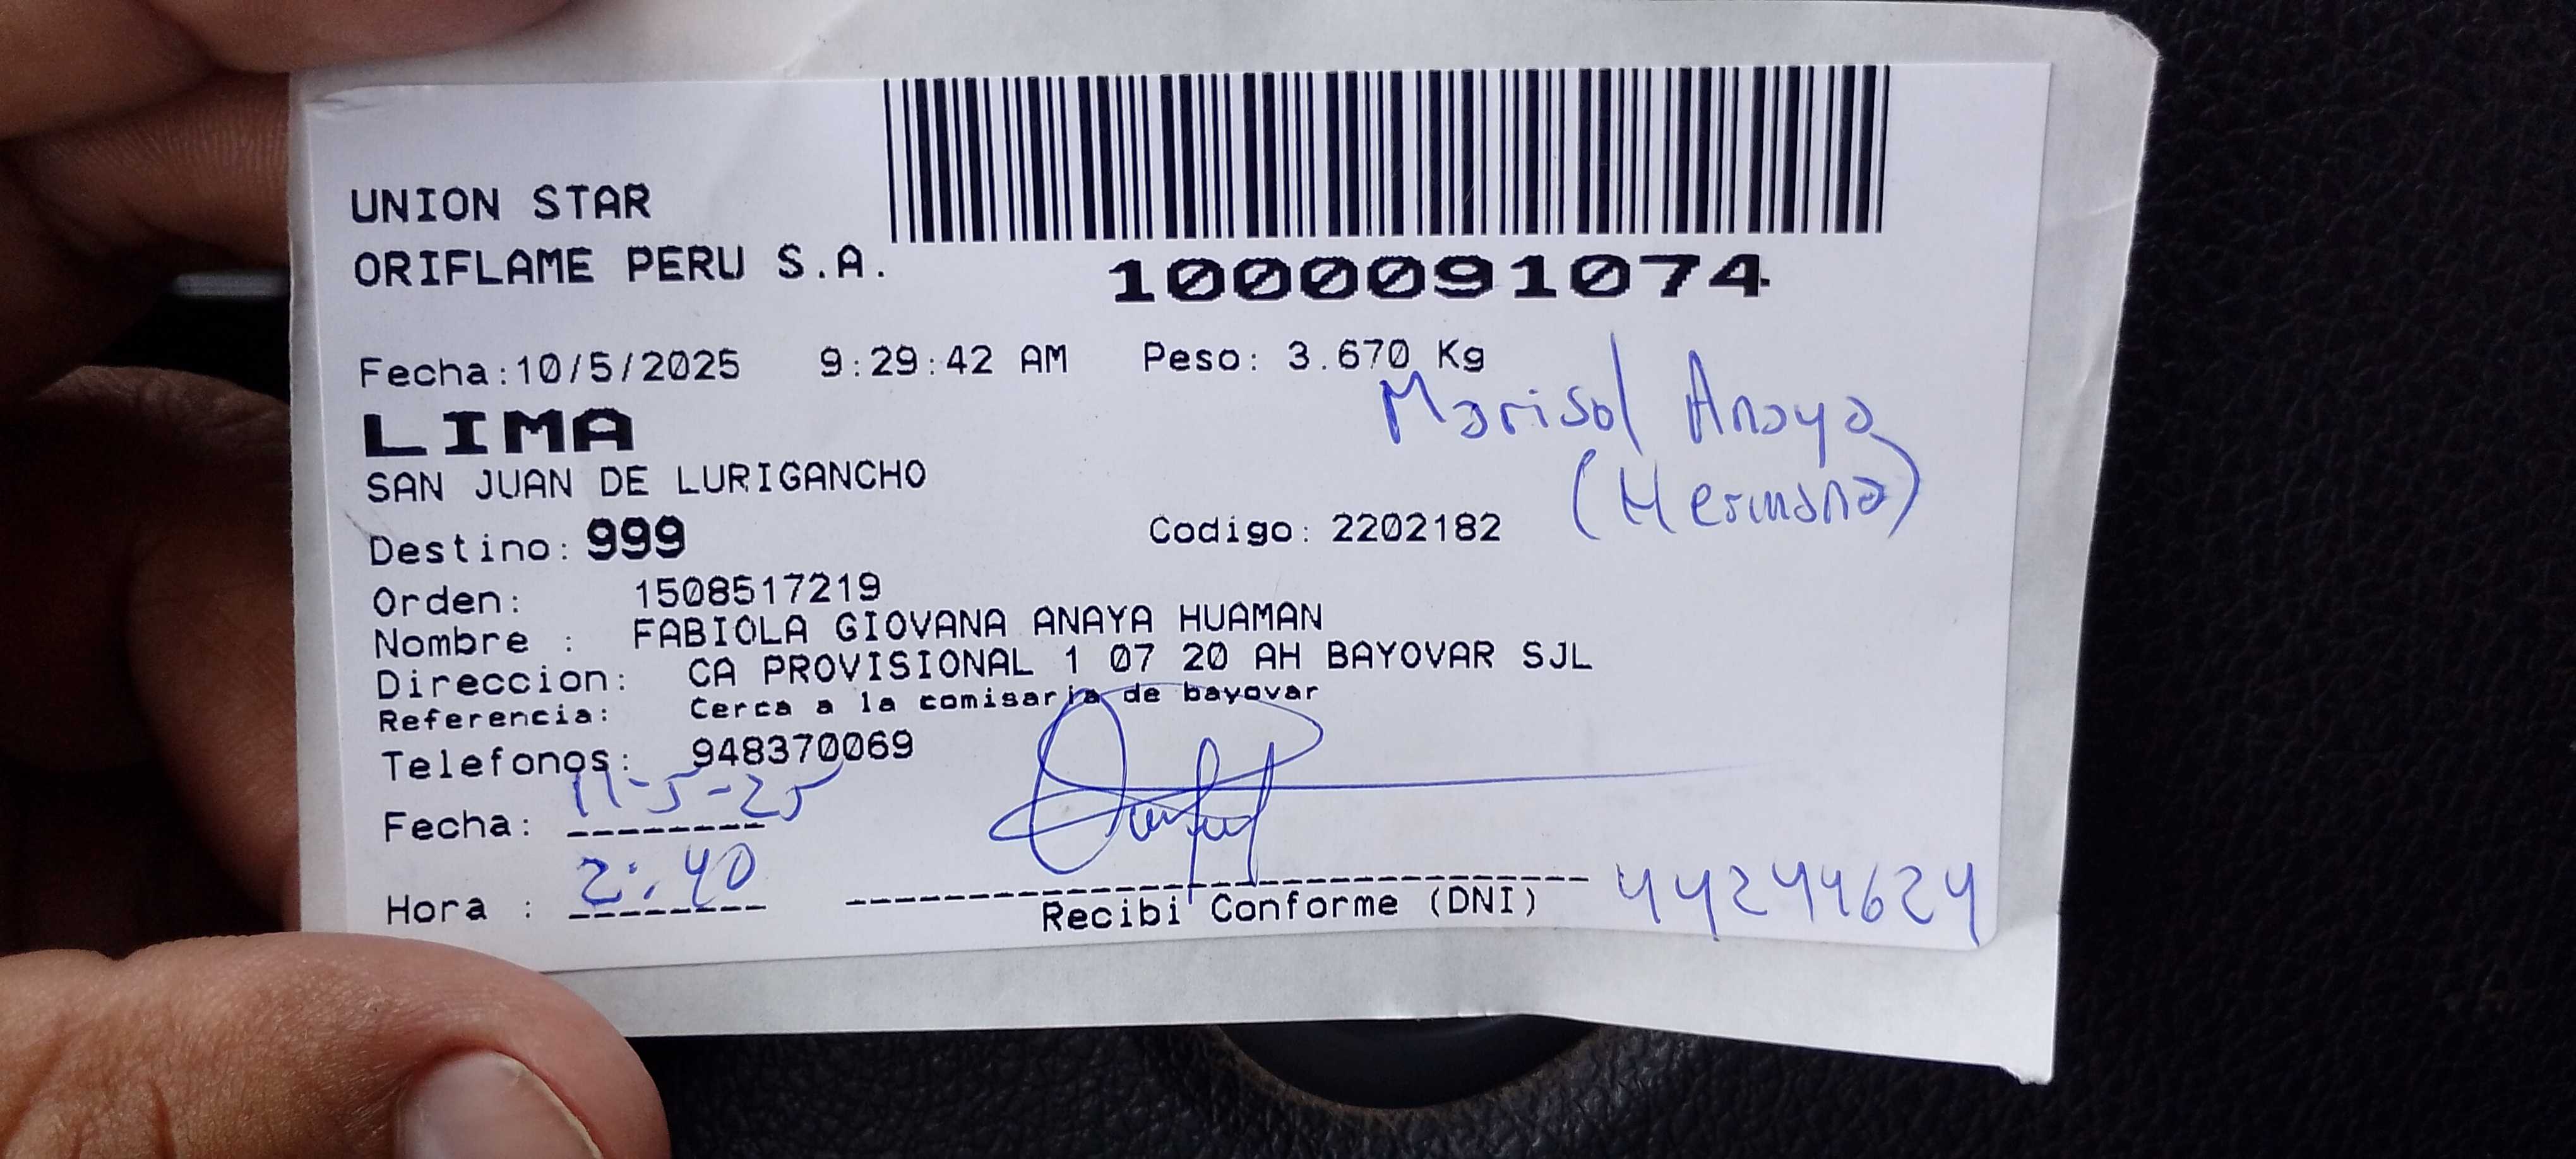 UNION STAR
ORIFLAME PERU S.A.
1000091074
Fecha:10/5/2025 9:29:42 AM Peso: 3.670 Kg
Marisol Anaya
(Hermana)
LIMA
SAN JUAN DE LURIGANCHO
Destino: 999 Codigo: 2202182
Orden: 1508517219
Nombre : FABIOLA GIOVANA ANAYA HUAMAN
Direccion: CA PROVISIONAL 1 07 20 AH BAYOVAR SJL
Referencia: Cerca a la comisaria de bayovar
Telefonos: 948370069
Fecha: 11-5-25
Hora : 2:40
Recibi Conforme (DNI) 44244624